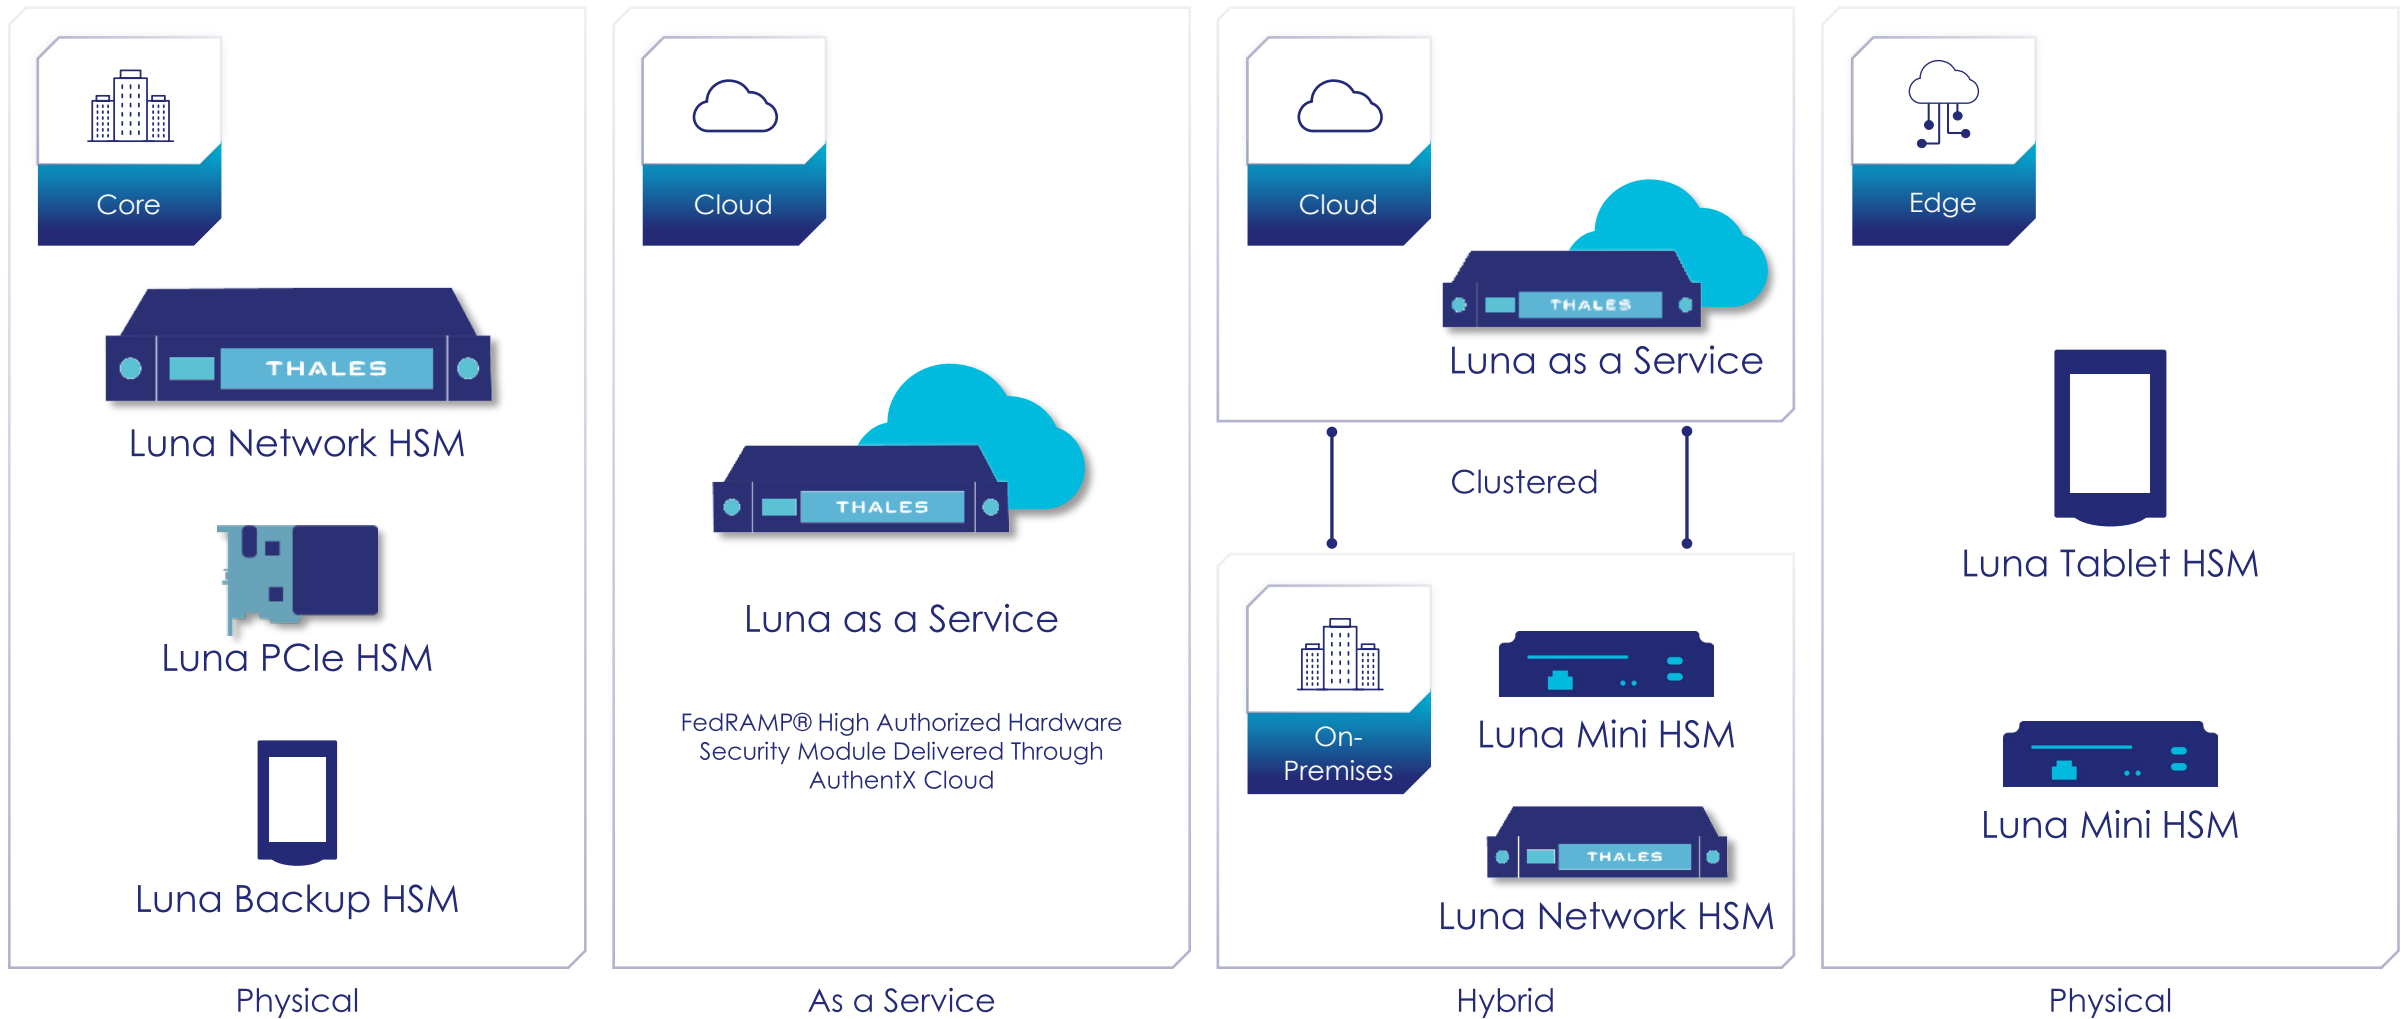 Core
THALES
Luna Network HSM
Luna PCIe HSM
Luna Backup HSM
Physical
Cloud
THALES
Luna as a Service
FedRAMP® High Authorized Hardware
Security Module Delivered Through
AuthentX Cloud
As a Service
Cloud
THALES
Luna as a Service
Clustered
On-
Premises
Luna Mini HSM
THALES
Luna Network HSM
Hybrid
Edge
Luna Tablet HSM
Luna Mini HSM
Physical